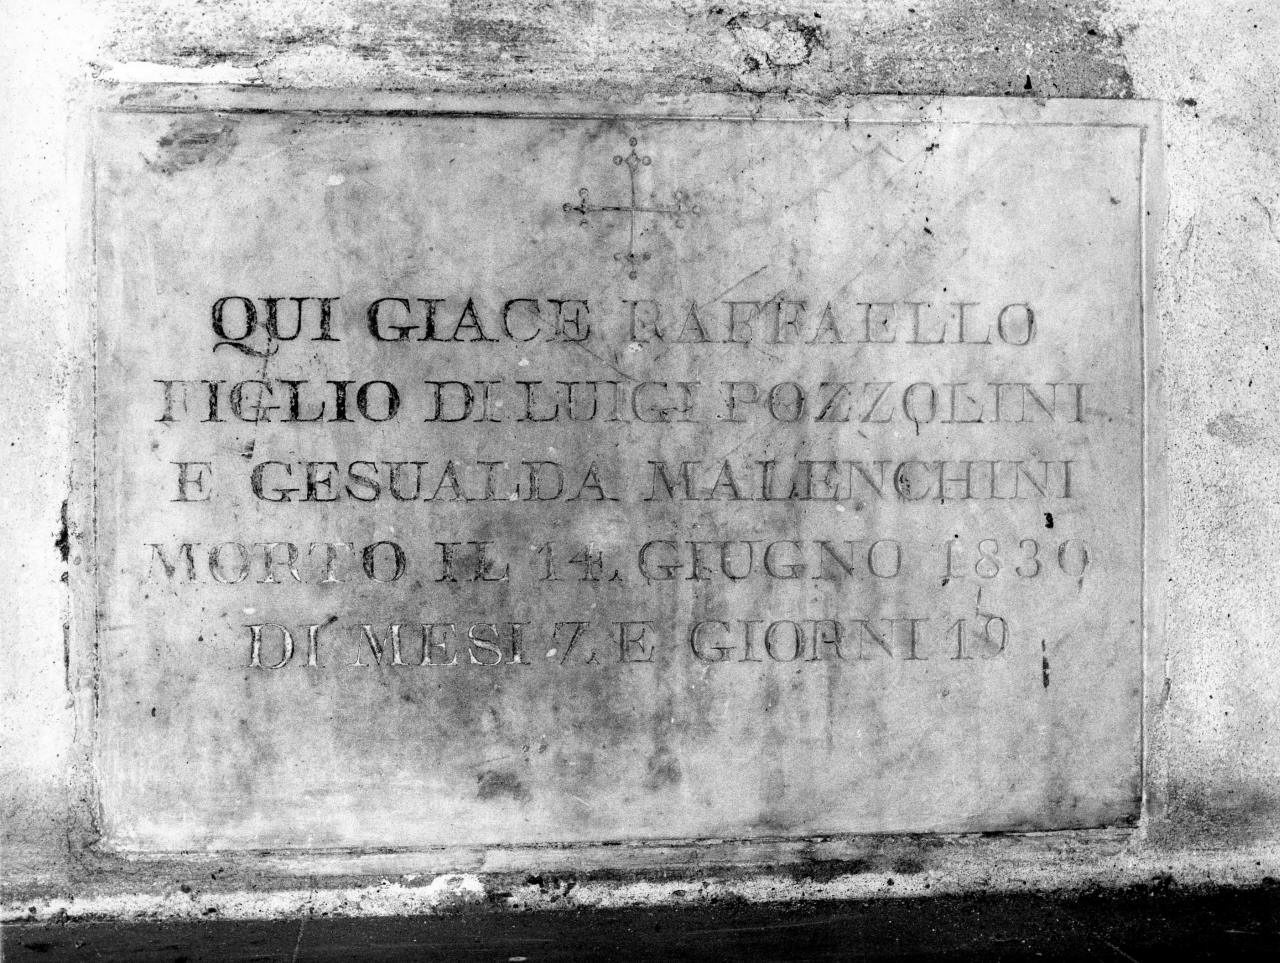 QUI GIACE RAFFAELLO
FIGLIO DI LUIGI POZZOLINI
E GESUALDA MALENCHINI
MORTO IL 14. GIUGNO 1830
DI MESI 7. E GIORNI 19